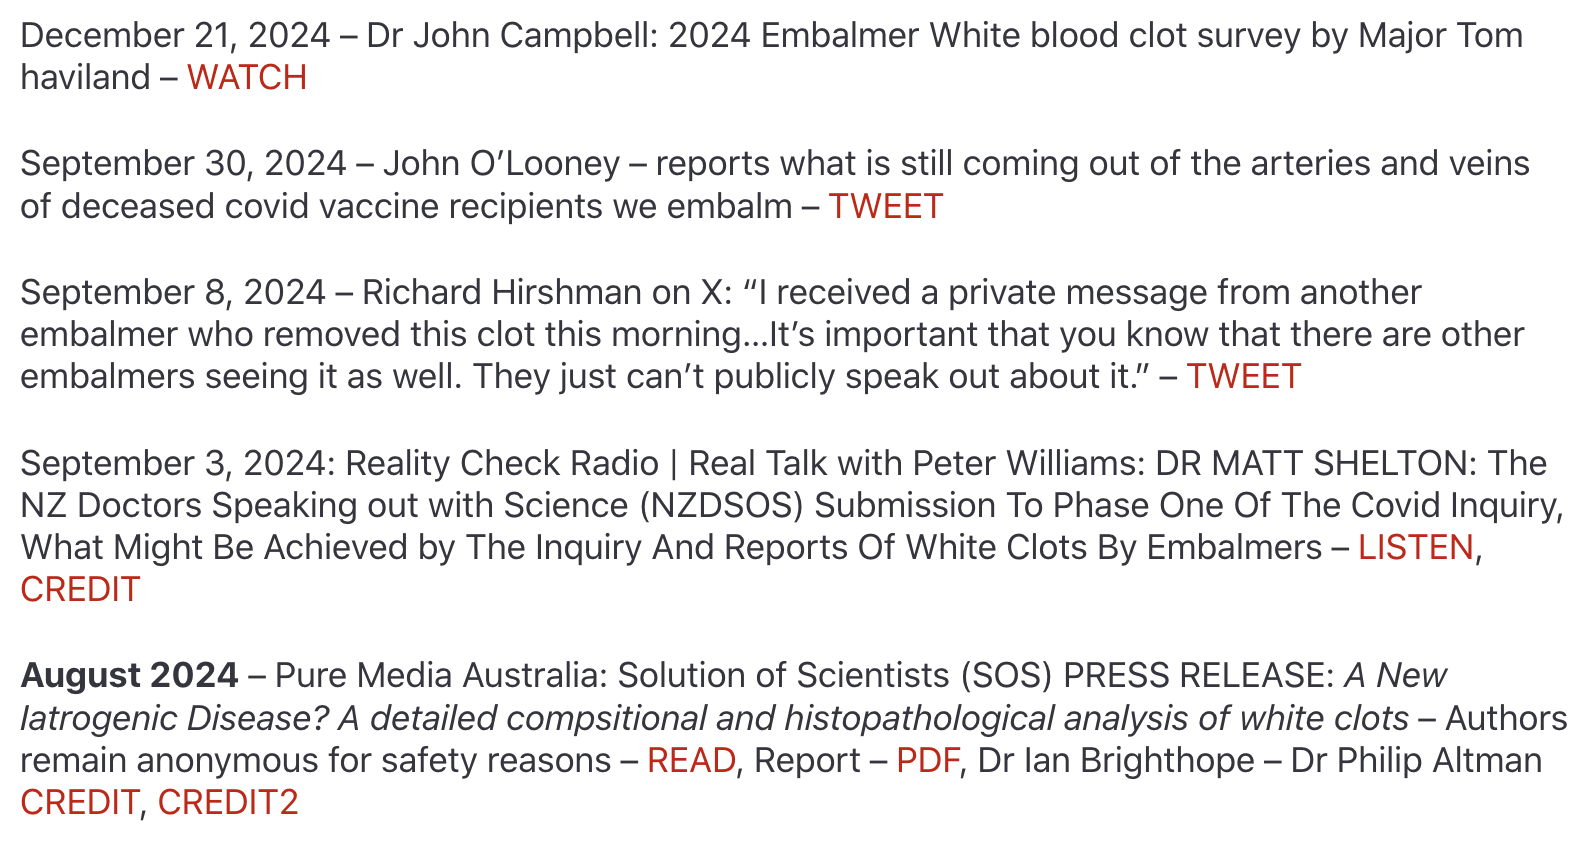 December 21, 2024 – Dr John Campbell: 2024 Embalmer White blood clot survey by Major Tom
haviland – WATCH
September 30, 2024 – John O’Looney – reports what is still coming out of the arteries and veins
of deceased covid vaccine recipients we embalm – TWEET
September 8, 2024 – Richard Hirshman on X: “I received a private message from another
embalmer who removed this clot this morning…It’s important that you know that there are other
embalmers seeing it as well. They just can’t publicly speak out about it.” – TWEET
September 3, 2024: Reality Check Radio | Real Talk with Peter Williams: DR MATT SHELTON: The
NZ Doctors Speaking out with Science (NZDSOS) Submission To Phase One Of The Covid Inquiry,
What Might Be Achieved by The Inquiry And Reports Of White Clots By Embalmers – LISTEN,
CREDIT
August 2024 – Pure Media Australia: Solution of Scientists (SOS) PRESS RELEASE: A New
Iatrogenic Disease? A detailed compsitional and histopathological analysis of white clots – Authors
remain anonymous for safety reasons – READ, Report – PDF, Dr Ian Brighthope – Dr Philip Altman
CREDIT, CREDIT2